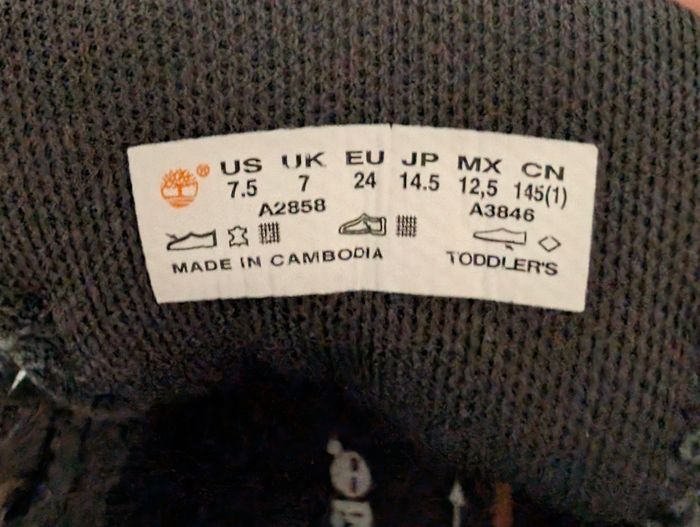 ® US UK EU JP MX CN
7.5 7 24 14.5 12,5 145(1)
A2858 A3846
MADE IN CAMBODIA TODDLER'S